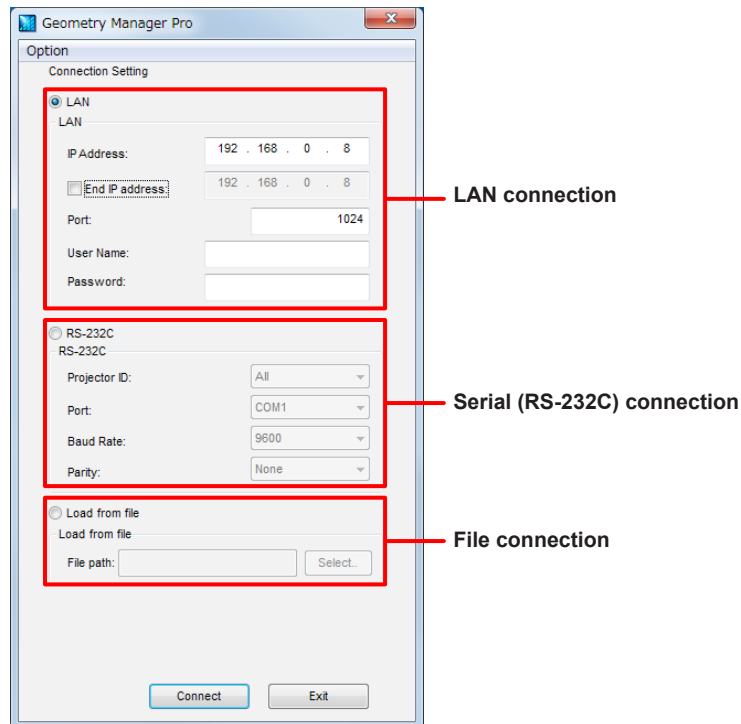 Geometry Manager Pro
x
Option
Connection Setting
LAN
LAN
IP Address: 192 . 168 . 0 . 8
End IP address: 192 . 168 . 0 . 8
LAN connection
Port: 1024
User Name:
Password:
RS-232C
RS-232C
Projector ID: All
Port: COM1
Serial (RS-232C) connection
Baud Rate: 9600
Parity: None
Load from file
Load from file
File connection
File path: Select..
Connect Exit